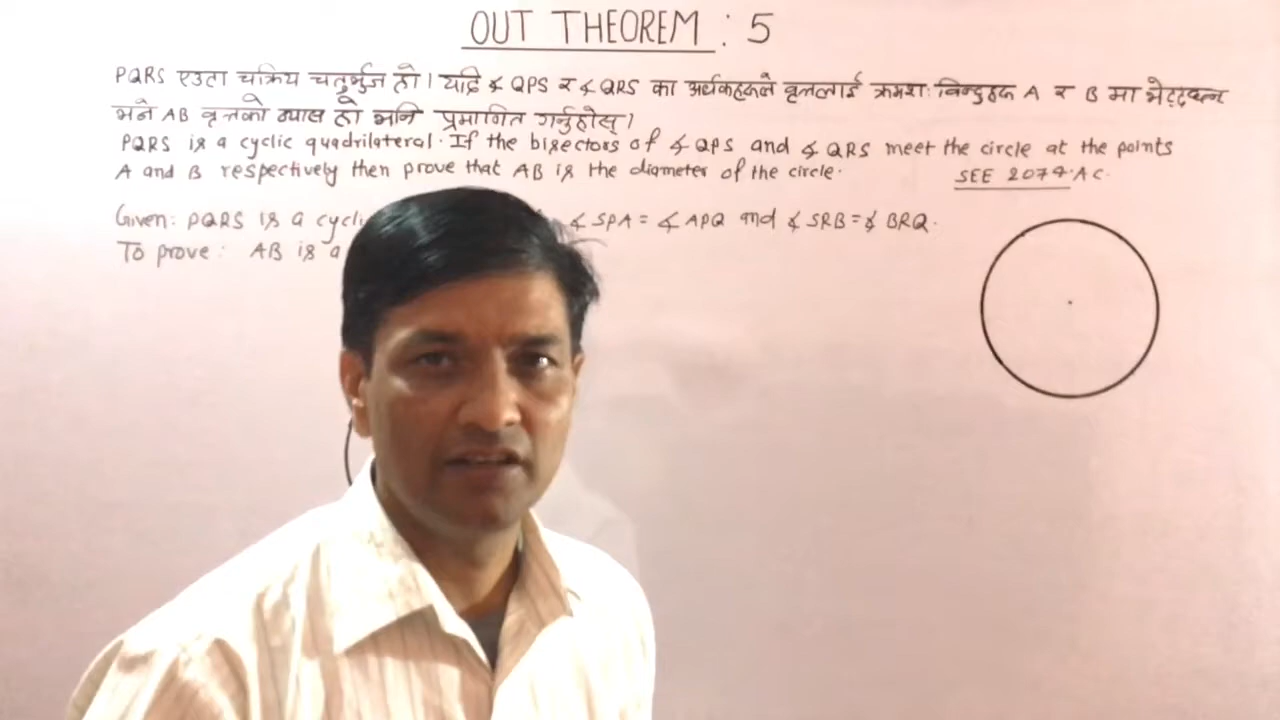 OUT THEOREM : 5
PQRS एउटा चक्रिय चतुर्भुज हो। यदि ∡ QPS र ∡ QRS का अर्धकहरूले वृत्तलाई क्रमशः विन्दुहरू A र B मा भेट्दछन्
भने AB वृत्तको व्यास हो भनि प्रमाणित गर्नुहोस्।
PQRS is a cyclic quadrilateral. If the bisectors of ∡ QPS and ∡ QRS meet the circle at the points
A and B respectively then prove that AB is the diameter of the circle.
SEE 2074 AC.
Given: PQRS is a cycli ∡ SPA = ∡ APQ and ∡ SRB = ∡ BRQ.
To prove : AB is a